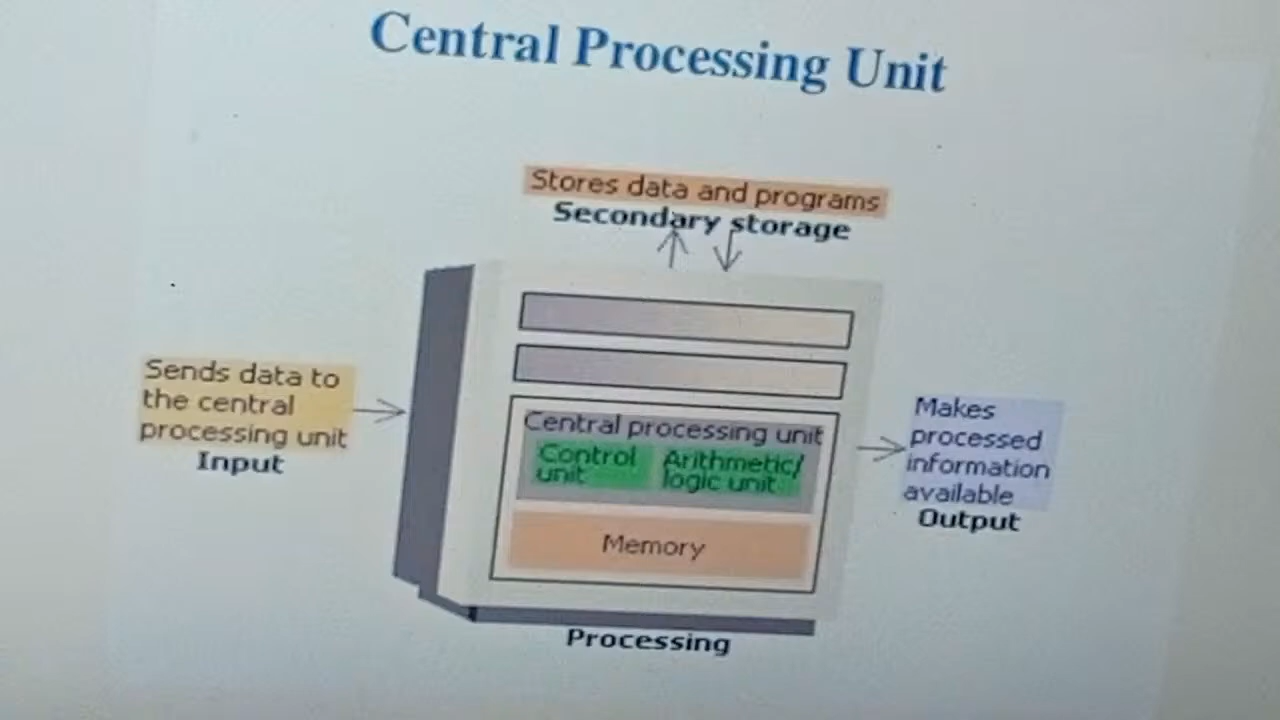 Central Processing Unit
Stores data and programs
Secondary storage
Sends data to
the central
processing unit
Input
Central processing unit
Control
unit
Arithmetic/
logic unit
Memory
Makes
processed
information
available
Output
Processing